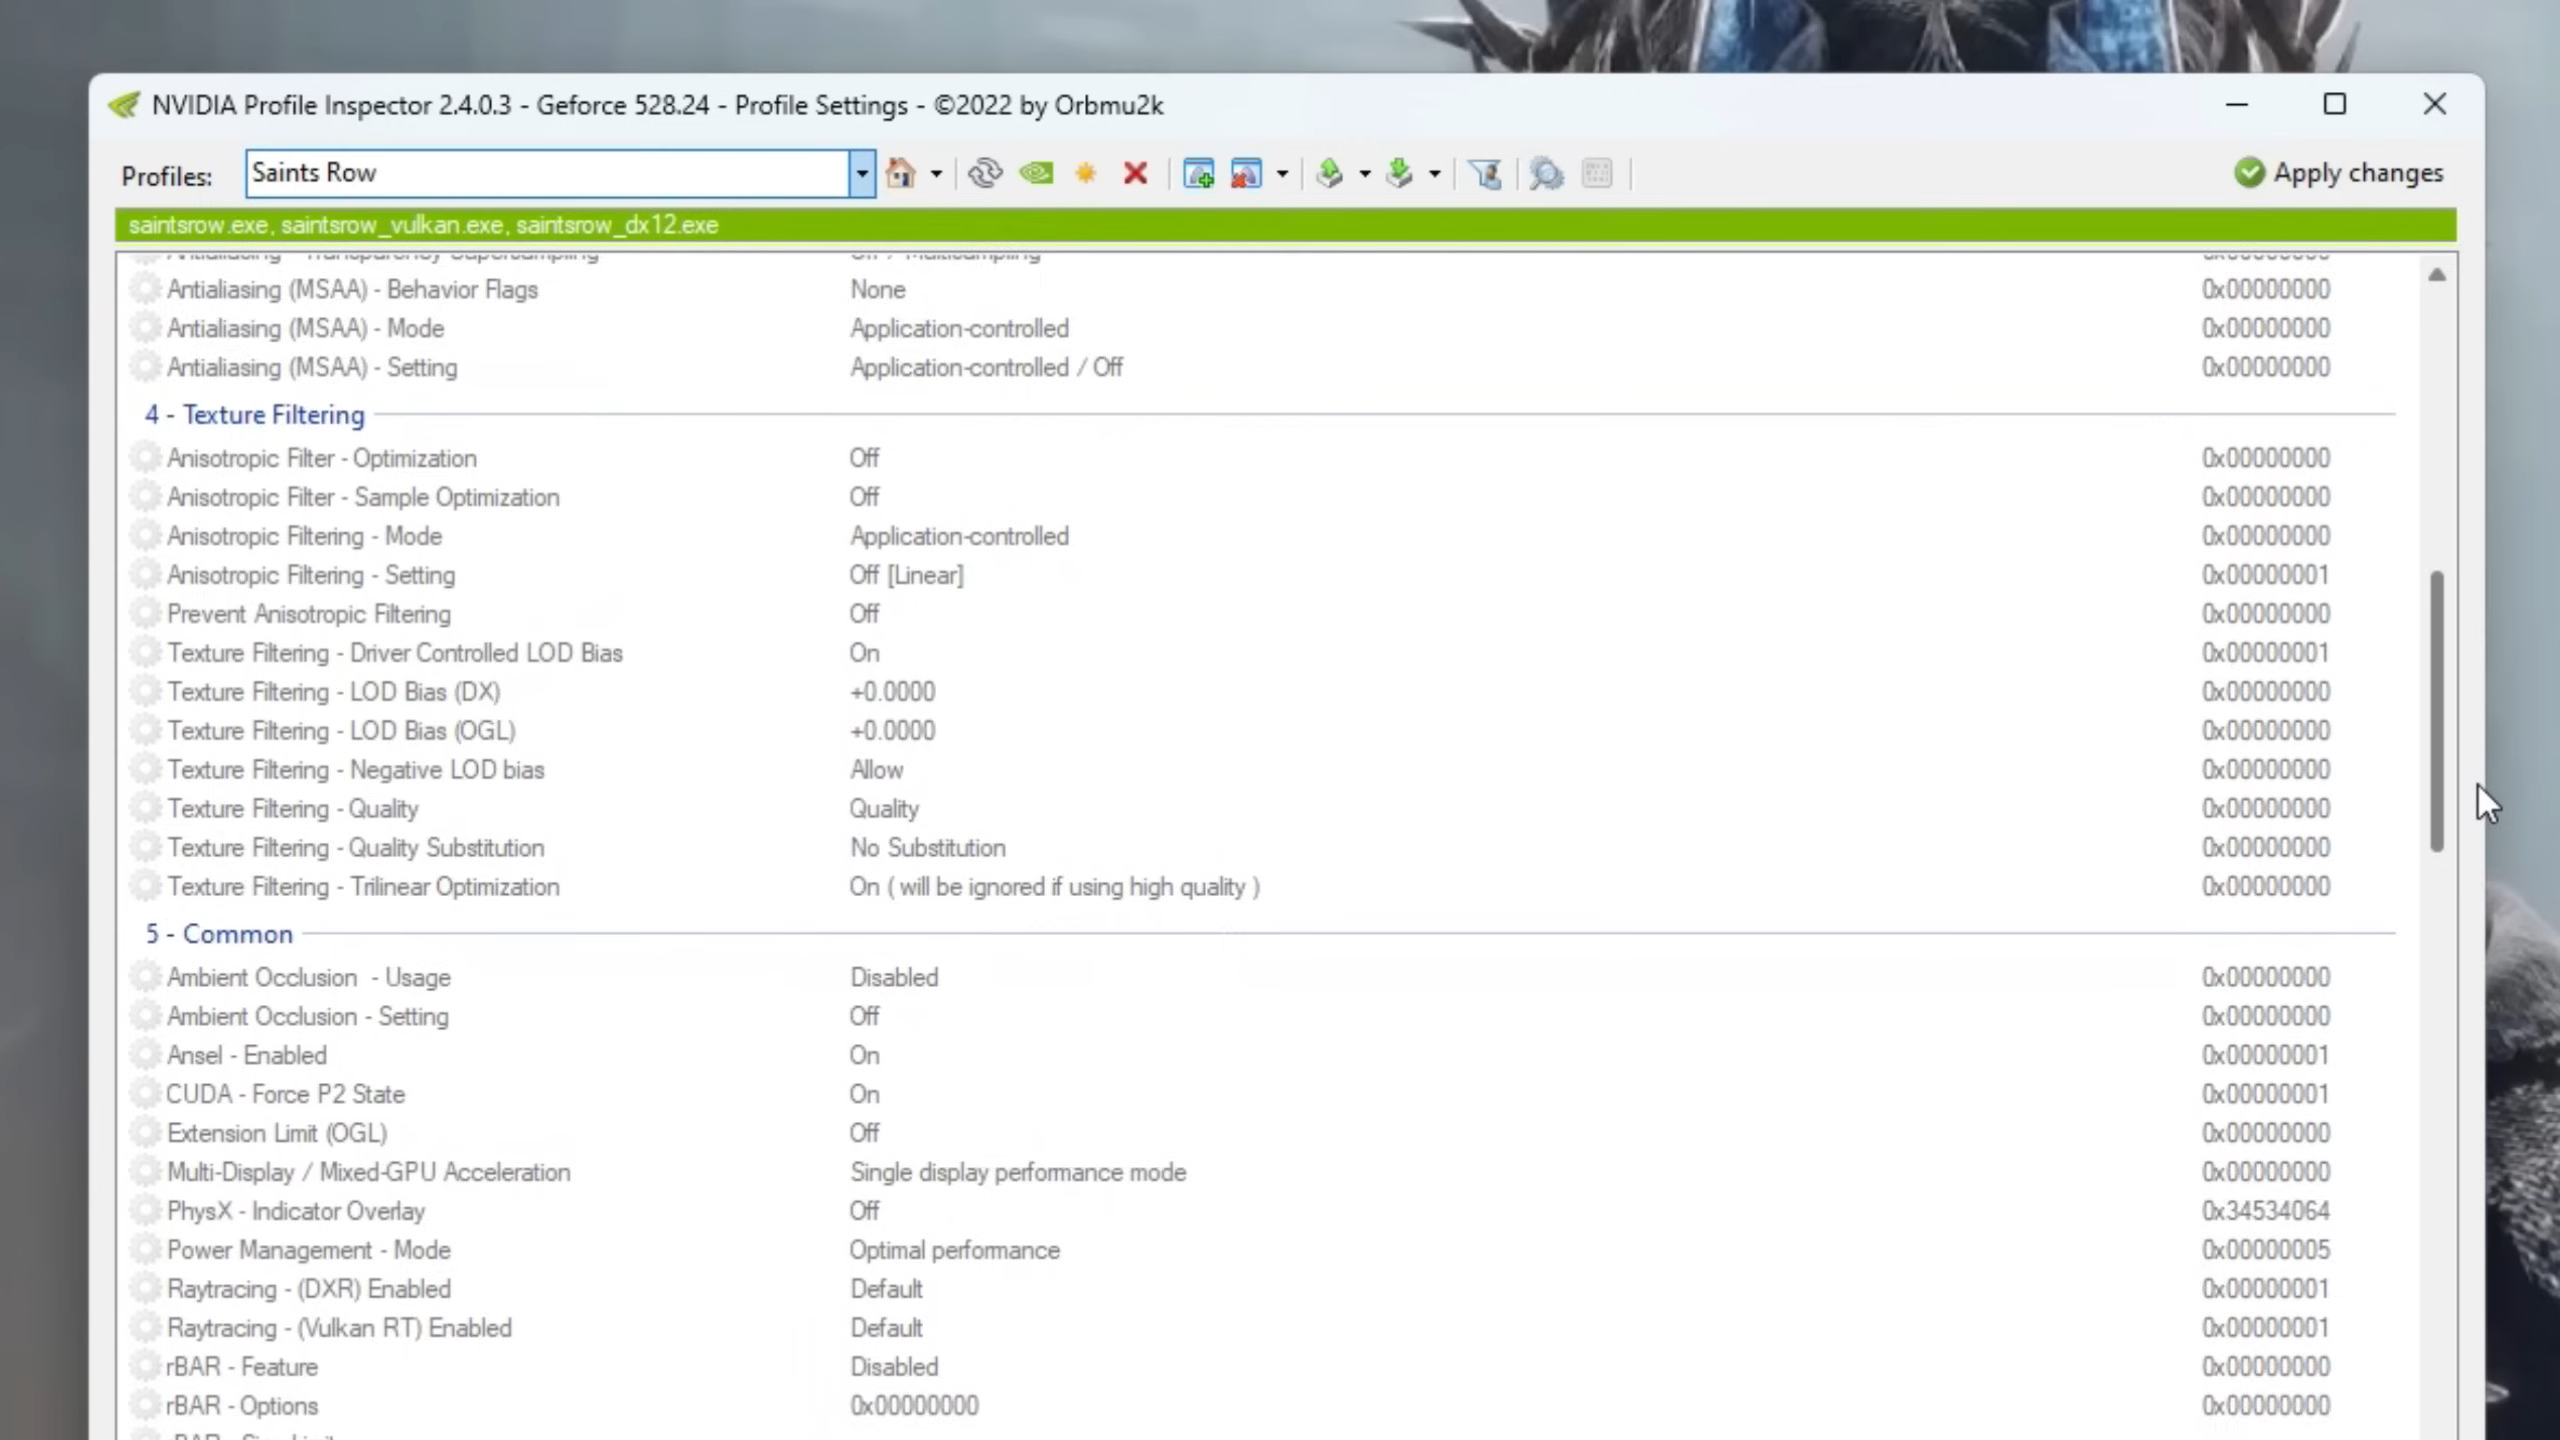 NVIDIA Profile Inspector 2.4.0.3 - Geforce 528.24 - Profile Settings - ©2022 by Orbmu2k
Profiles: Saints Row Apply changes
saintsrow.exe, saintsrow_vulkan.exe, saintsrow_dx12.exe
Antialiasing - Transparency Supersampling Off / Multisampling 0x00000000
Antialiasing (MSAA) - Behavior Flags None 0x00000000
Antialiasing (MSAA) - Mode Application-controlled 0x00000000
Antialiasing (MSAA) - Setting Application-controlled / Off 0x00000000
4 - Texture Filtering
Anisotropic Filter - Optimization Off 0x00000000
Anisotropic Filter - Sample Optimization Off 0x00000000
Anisotropic Filtering - Mode Application-controlled 0x00000000
Anisotropic Filtering - Setting Off [Linear] 0x00000001
Prevent Anisotropic Filtering Off 0x00000000
Texture Filtering - Driver Controlled LOD Bias On 0x00000001
Texture Filtering - LOD Bias (DX) +0.0000 0x00000000
Texture Filtering - LOD Bias (OGL) +0.0000 0x00000000
Texture Filtering - Negative LOD bias Allow 0x00000000
Texture Filtering - Quality Quality 0x00000000
Texture Filtering - Quality Substitution No Substitution 0x00000000
Texture Filtering - Trilinear Optimization On ( will be ignored if using high quality ) 0x00000000
5 - Common
Ambient Occlusion - Usage Disabled 0x00000000
Ambient Occlusion - Setting Off 0x00000000
Ansel - Enabled On 0x00000001
CUDA - Force P2 State On 0x00000001
Extension Limit (OGL) Off 0x00000000
Multi-Display / Mixed-GPU Acceleration Single display performance mode 0x00000000
PhysX - Indicator Overlay Off 0x34534064
Power Management - Mode Optimal performance 0x00000005
Raytracing - (DXR) Enabled Default 0x00000001
Raytracing - (Vulkan RT) Enabled Default 0x00000001
rBAR - Feature Disabled 0x00000000
rBAR - Options 0x00000000 0x00000000